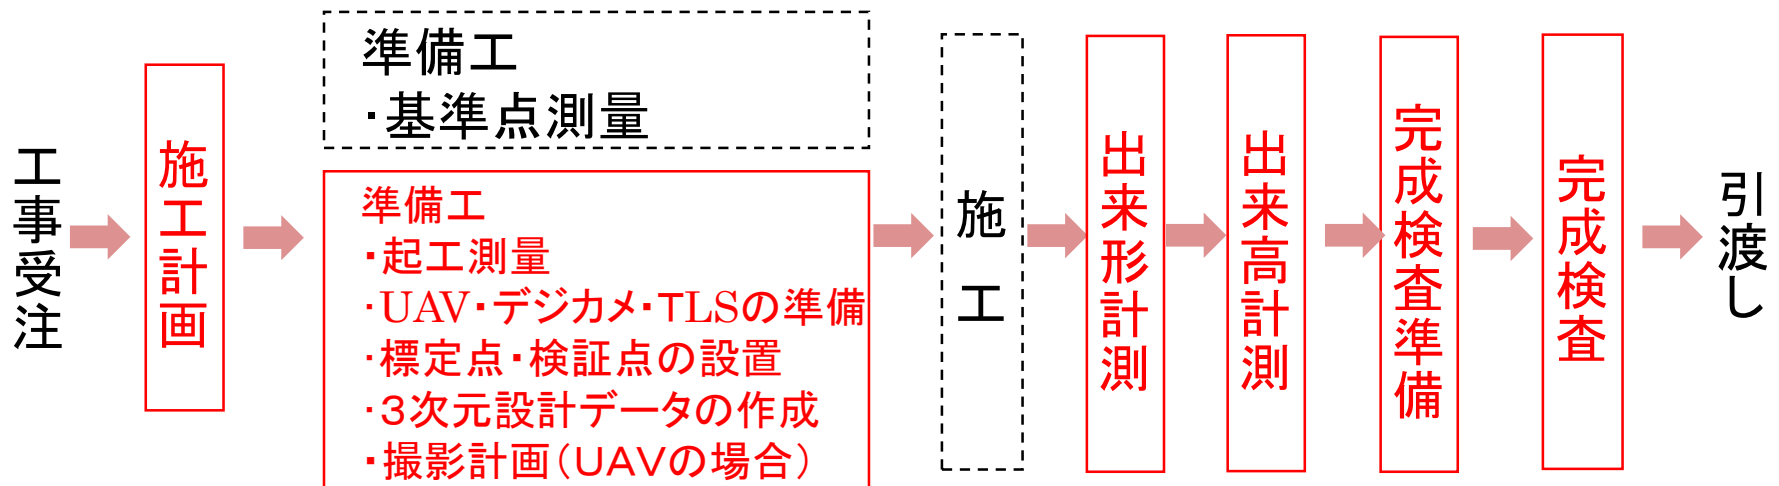 工事受注
施工計画
準備工
・基準点測量
準備工
・起工測量
・UAV・デジカメ・TLSの準備
・標定点・検証点の設置
・3次元設計データの作成
・撮影計画(UAVの場合)
施工
出来形計測
出来高計測
完成検査準備
完成検査
引渡し